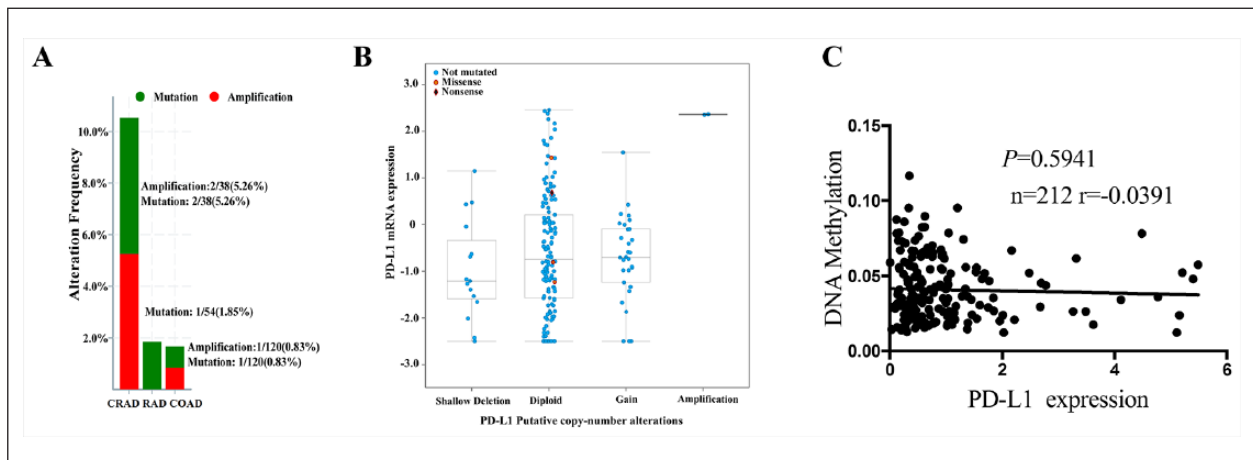 A
Mutation Amplification
10.0%
8.0%
6.0%
4.0%
2.0%
Alteration Frequency
Amplification:2/38(5.26%)
Mutation: 2/38(5.26%)
Mutation: 1/54(1.85%)
Amplification:1/120(0.83%)
Mutation: 1/120(0.83%)
CRAD RAD COAD
B
Not mutated
Missense
Nonsense
3.0
2.0
1.0
0
-1.0
-2.0
-3.0
PD-L1 mRNA expression
Shallow Deletion Diploid Gain Amplification
PD-L1 Putative copy-number alterations
C
0.15
0.10
0.05
0.00
DNA Methylation
P=0.5941
n=212 r=-0.0391
0 2 4 6
PD-L1 expression